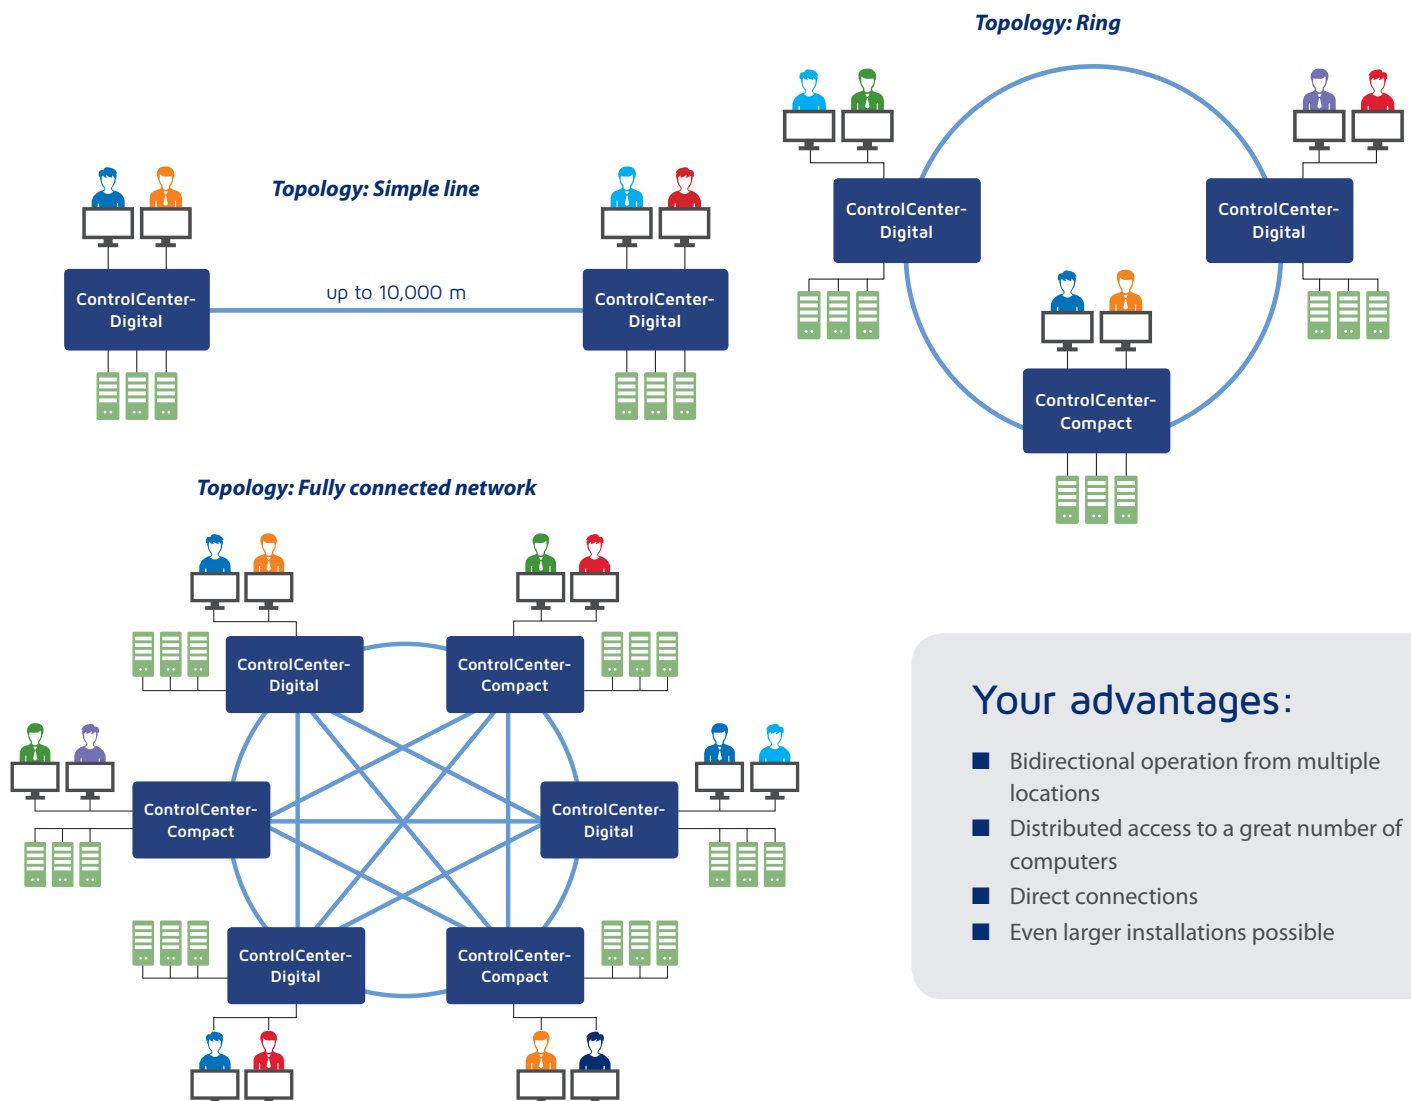 Topology: Ring
Topology: Simple line
ControlCenter-
Digital
ControlCenter-
Digital
ControlCenter-
Digital
up to 10,000 m
ControlCenter-
Digital
ControlCenter-
Compact
Topology: Fully connected network
ControlCenter-
Digital
ControlCenter-
Compact
ControlCenter-
Compact
ControlCenter-
Digital
ControlCenter-
Digital
ControlCenter-
Compact
Your advantages:
■ Bidirectional operation from multiple
locations
■ Distributed access to a great number of
computers
■ Direct connections
■ Even larger installations possible